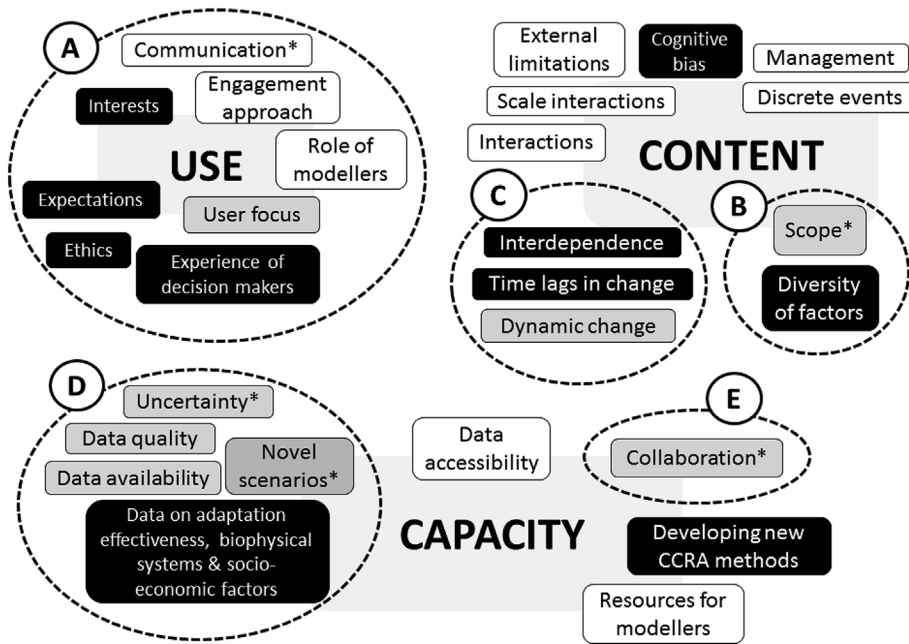 A
Communication*
Engagement
approach
Interests
Role of
modellers
USE
Expectations
User focus
Ethics
Experience of
decision makers
External
limitations
Cognitive
bias
Management
Scale interactions
Discrete events
Interactions
CONTENT
C
Interdependence
Time lags in change
Dynamic change
B
Scope*
Diversity
of factors
D
Uncertainty*
Data quality
Data availability
Novel
scenarios*
Data on adaptation
effectiveness, biophysical
systems & socio-
economic factors
Data
accessibility
CAPACITY
E
Collaboration*
Developing new
CCRA methods
Resources for
modellers